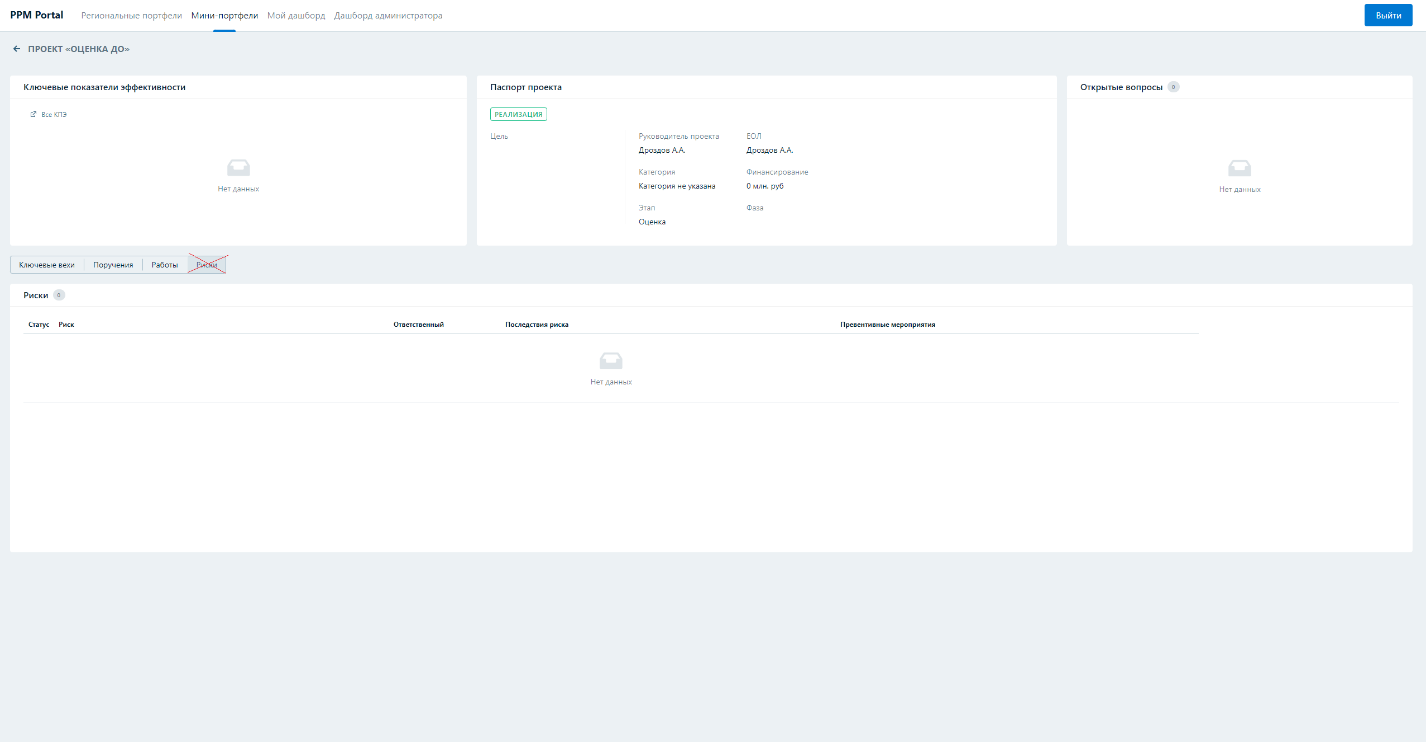 PPM Portal Региональные портфели Мини-портфели Мой дашборд Дашборд администратора Выйти
ПРОЕКТ «ОЦЕНКА ДО»
Ключевые показатели эффективности
Все КПЭ
Нет данных
Паспорт проекта
РЕАЛИЗАЦИЯ
Цель
Руководитель проекта ЕОЛ
Дроздов А.А. Дроздов А.А.
Категория Финансирование
Категория не указана 0 млн. руб
Этап Фаза
Оценка
Открытые вопросы 0
Нет данных
Ключевые вехи Поручения Работы Риски
Риски 0
Статус Риск Ответственный Последствия риска Превентивные мероприятия
Нет данных